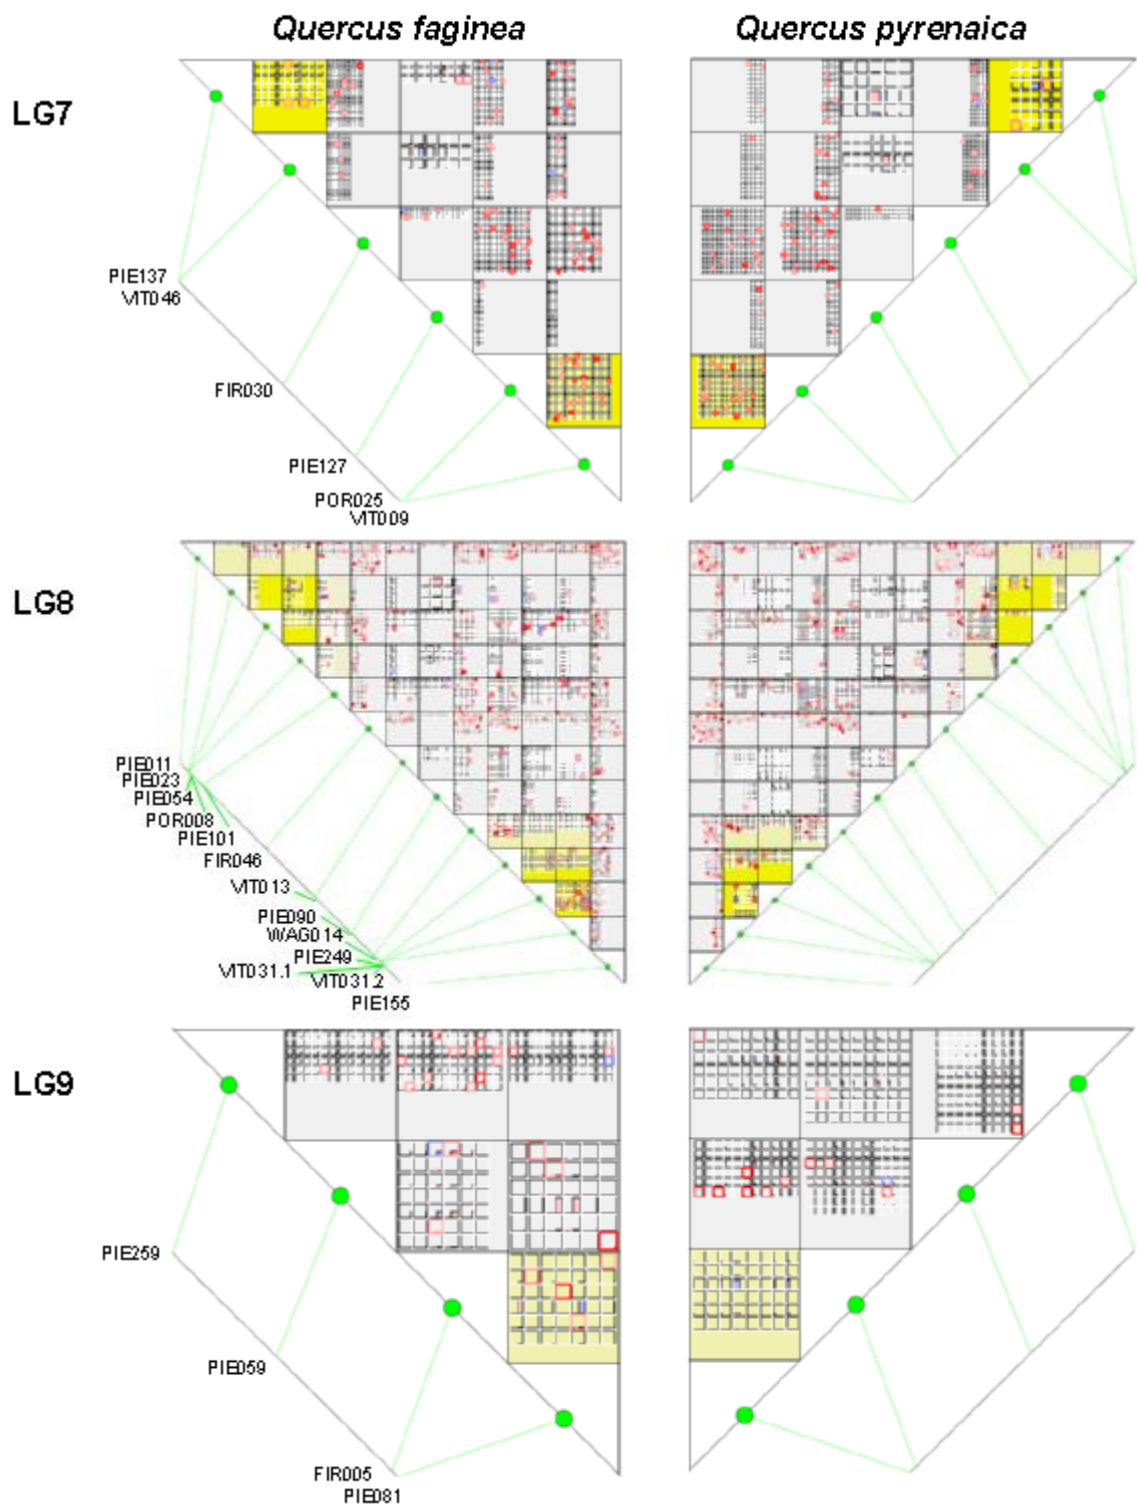 Quercus faginea
Quercus pyrenaica
LG7
PIE137
VIT046
FIR030
PIE127
POR025
VIT009
LG8
PIE011
PIE023
PIE054
POR008
PIE101
FIR046
VIT013
PIE090
WAG014
PIE249
VIT031.1
VIT031.2
PIE155
LG9
PIE259
PIE059
FIR005
PIE081